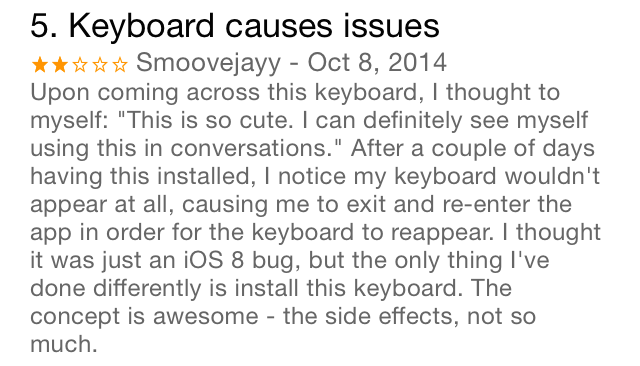 5. Keyboard causes issues
★★☆☆☆ Smoovejayy - Oct 8, 2014
Upon coming across this keyboard, I thought to
myself: "This is so cute. I can definitely see myself
using this in conversations." After a couple of days
having this installed, I notice my keyboard wouldn't
appear at all, causing me to exit and re-enter the
app in order for the keyboard to reappear. I thought
it was just an iOS 8 bug, but the only thing I've
done differently is install this keyboard. The
concept is awesome - the side effects, not so
much.